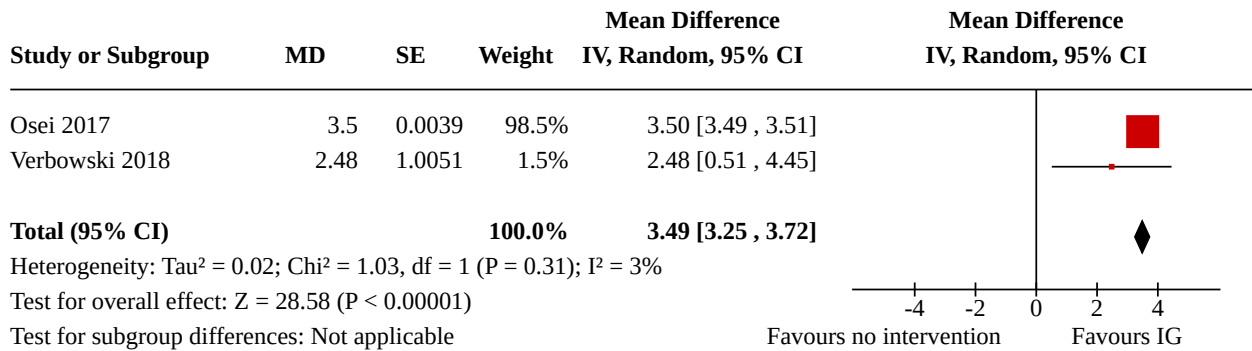 Mean Difference Mean Difference
Study or Subgroup MD SE Weight IV, Random, 95% CI IV, Random, 95% CI
Osei 2017 3.5 0.0039 98.5% 3.50 [3.49 , 3.51]
Verbowski 2018 2.48 1.0051 1.5% 2.48 [0.51 , 4.45]
Total (95% CI) 100.0% 3.49 [3.25 , 3.72]
Heterogeneity: Tau² = 0.02; Chi² = 1.03, df = 1 (P = 0.31); I² = 3%
Test for overall effect: Z = 28.58 (P < 0.00001)
-4 -2 0 2 4
Test for subgroup differences: Not applicable Favours no intervention Favours IG